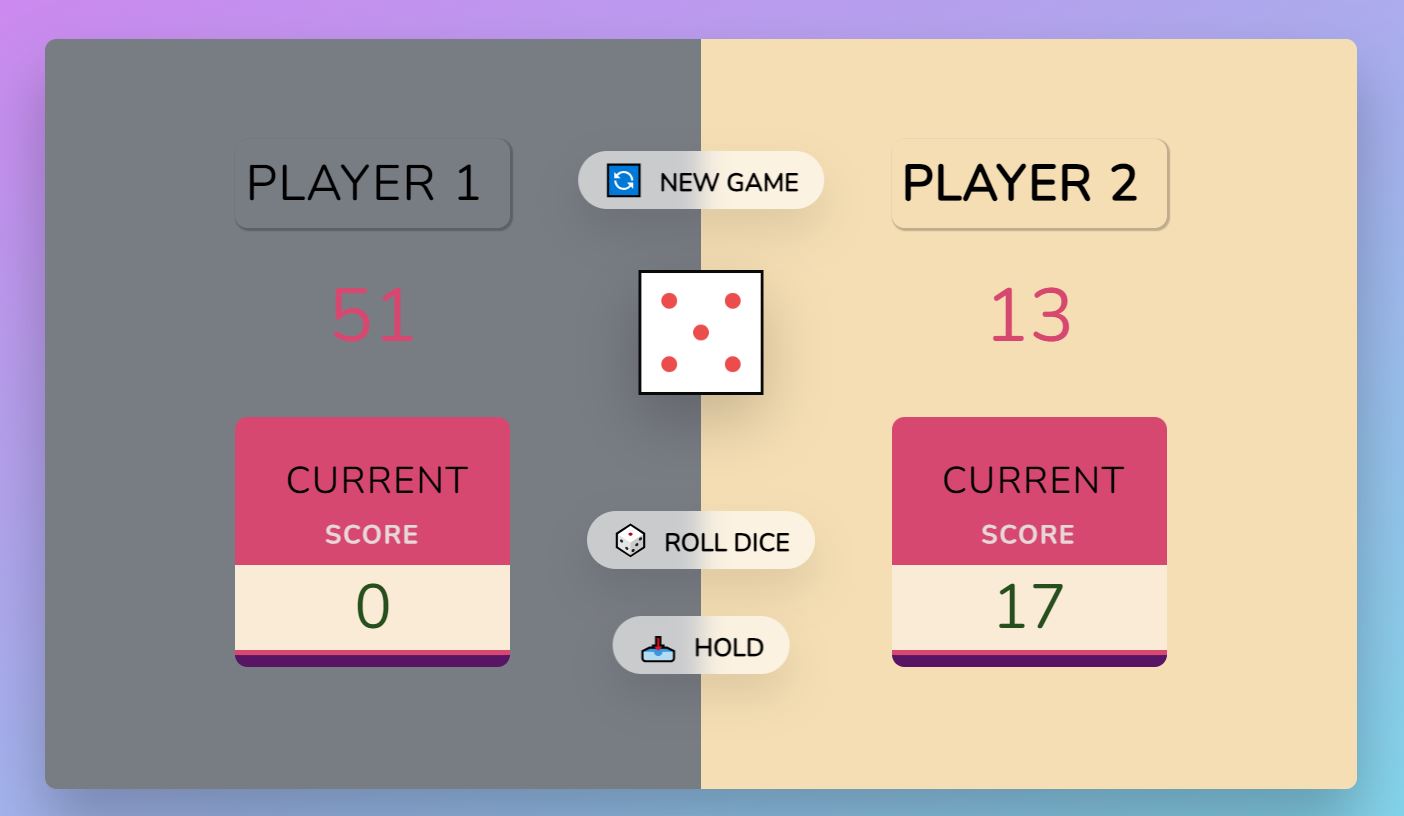 PLAYER 1
NEW GAME
PLAYER 2
51
13
CURRENT
SCORE
0
ROLL DICE
HOLD
CURRENT
SCORE
17